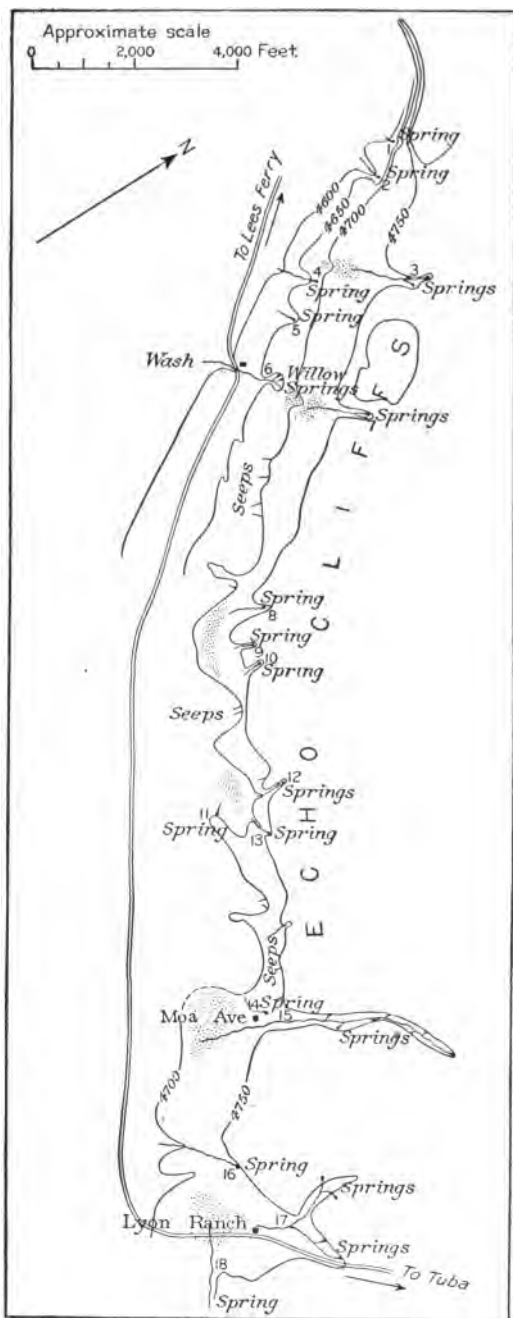 Approximate scale
0 2,000 4,000 Feet
N
To Lees Ferry
1
Spring
Spring
2
4600
4650
4700
4750
3
Springs
4
Spring
Spring
5
Wash
6
Willow
Springs
Springs
Seeps
ECHO CLIFFS
Spring
8
Spring
9
10
Spring
Seeps
12
Springs
11
Spring
13
Spring
Seeps
14
Spring
Moa Ave
15
Springs
4700
4750
16
Spring
Springs
17
Lyon Ranch
Springs
18
To Tuba
Spring